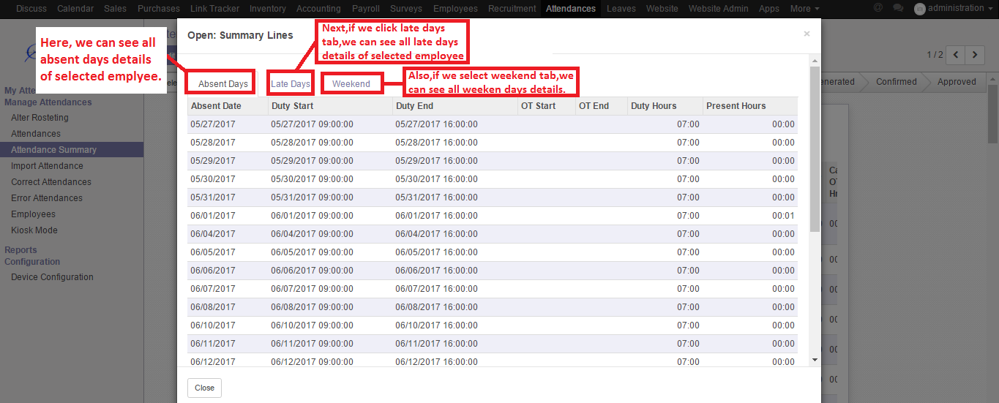 Discuss Calendar Sales Purchases Link Tracker Inventory Accounting Payroll Surveys Employees Recruitment Attendances Leaves Website Website Admin Apps More @ administration
Open: Summary Lines ×
Here, we can see all
absent days details
of selected emplyee.
Next,if we click late days
tab,we can see all late days
details of selected employee
Also,if we select weekend tab,we
can see all weeken days details.
1 / 2
Confirmed Approved
Absent Days Late Days Weekend
Manage Attendances
Alter Rosteting
Attendances
Attendance Summary
Import Attendance
Correct Attendances
Error Attendances
Employees
Kiosk Mode
Reports
Configuration
Device Configuration
Absent Date Duty Start Duty End OT Start OT End Duty Hours Present Hours
05/27/2017 05/27/2017 09:00:00 05/27/2017 16:00:00 07:00 00:00
05/28/2017 05/28/2017 09:00:00 05/28/2017 16:00:00 07:00 00:00
05/29/2017 05/29/2017 09:00:00 05/29/2017 16:00:00 07:00 00:00
05/30/2017 05/30/2017 09:00:00 05/30/2017 16:00:00 07:00 00:00
05/31/2017 05/31/2017 09:00:00 05/31/2017 16:00:00 07:00 00:00
06/01/2017 06/01/2017 09:00:00 06/01/2017 16:00:00 07:00 00:01
06/04/2017 06/04/2017 09:00:00 06/04/2017 16:00:00 07:00 00:00
06/05/2017 06/05/2017 09:00:00 06/05/2017 16:00:00 07:00 00:00
06/06/2017 06/06/2017 09:00:00 06/06/2017 16:00:00 07:00 00:00
06/07/2017 06/07/2017 09:00:00 06/07/2017 16:00:00 07:00 00:00
06/08/2017 06/08/2017 09:00:00 06/08/2017 16:00:00 07:00 00:00
06/10/2017 06/10/2017 09:00:00 06/10/2017 16:00:00 07:00 00:00
06/11/2017 06/11/2017 09:00:00 06/11/2017 16:00:00 07:00 00:00
06/12/2017 06/12/2017 09:00:00 06/12/2017 16:00:00 07:00 00:00
Close